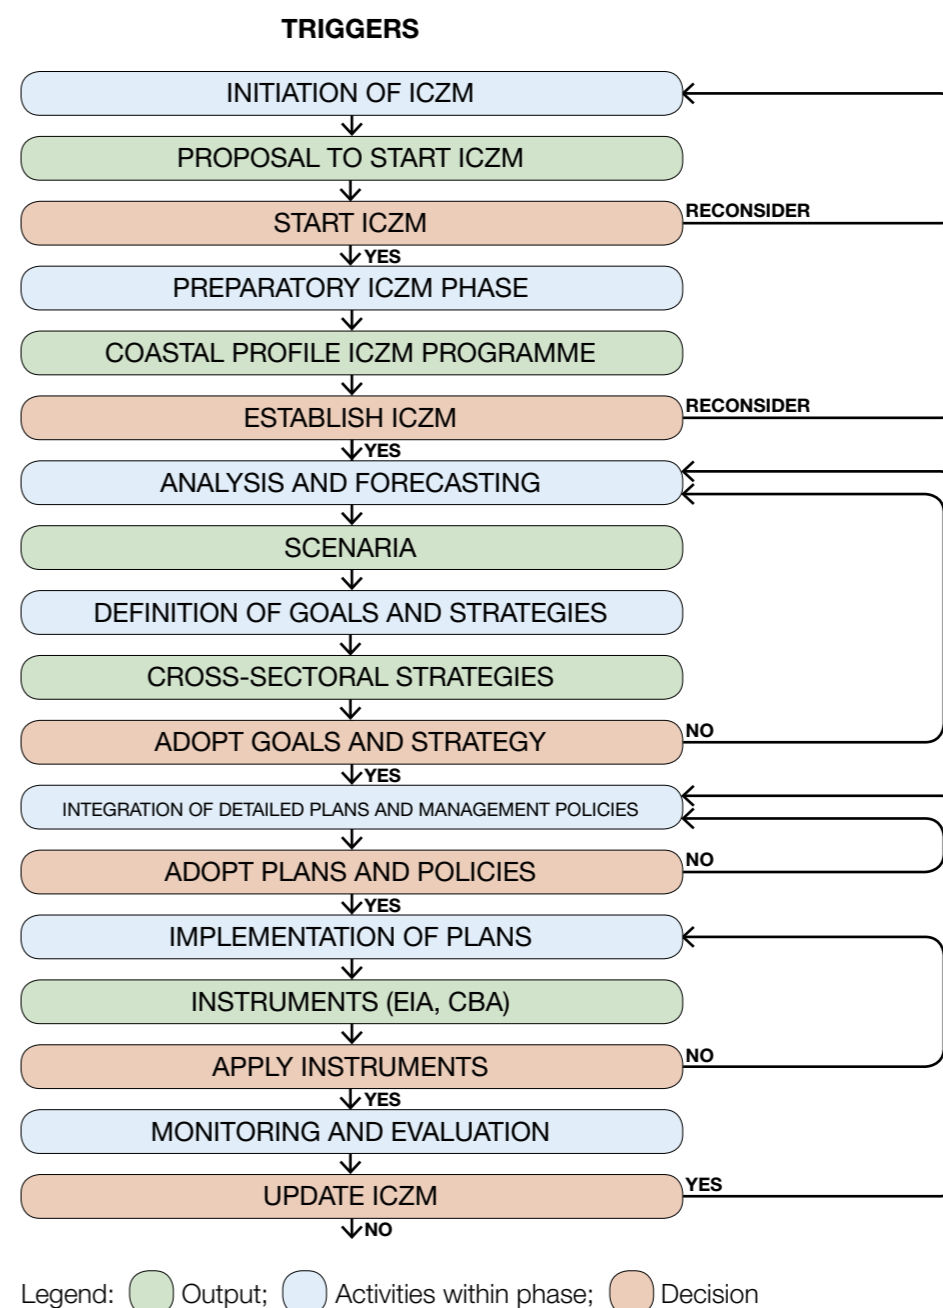 TRIGGERS
INITIATION OF ICZM
PROPOSAL TO START ICZM
START ICZM
RECONSIDER
YES
PREPARATORY ICZM PHASE
COASTAL PROFILE ICZM PROGRAMME
ESTABLISH ICZM
RECONSIDER
YES
ANALYSIS AND FORECASTING
SCENARIA
DEFINITION OF GOALS AND STRATEGIES
CROSS-SECTORAL STRATEGIES
ADOPT GOALS AND STRATEGY
NO
YES
INTEGRATION OF DETAILED PLANS AND MANAGEMENT POLICIES
ADOPT PLANS AND POLICIES
NO
YES
IMPLEMENTATION OF PLANS
INSTRUMENTS (EIA, CBA)
APPLY INSTRUMENTS
NO
YES
MONITORING AND EVALUATION
UPDATE ICZM
YES
NO
Legend: Output; Activities within phase; Decision